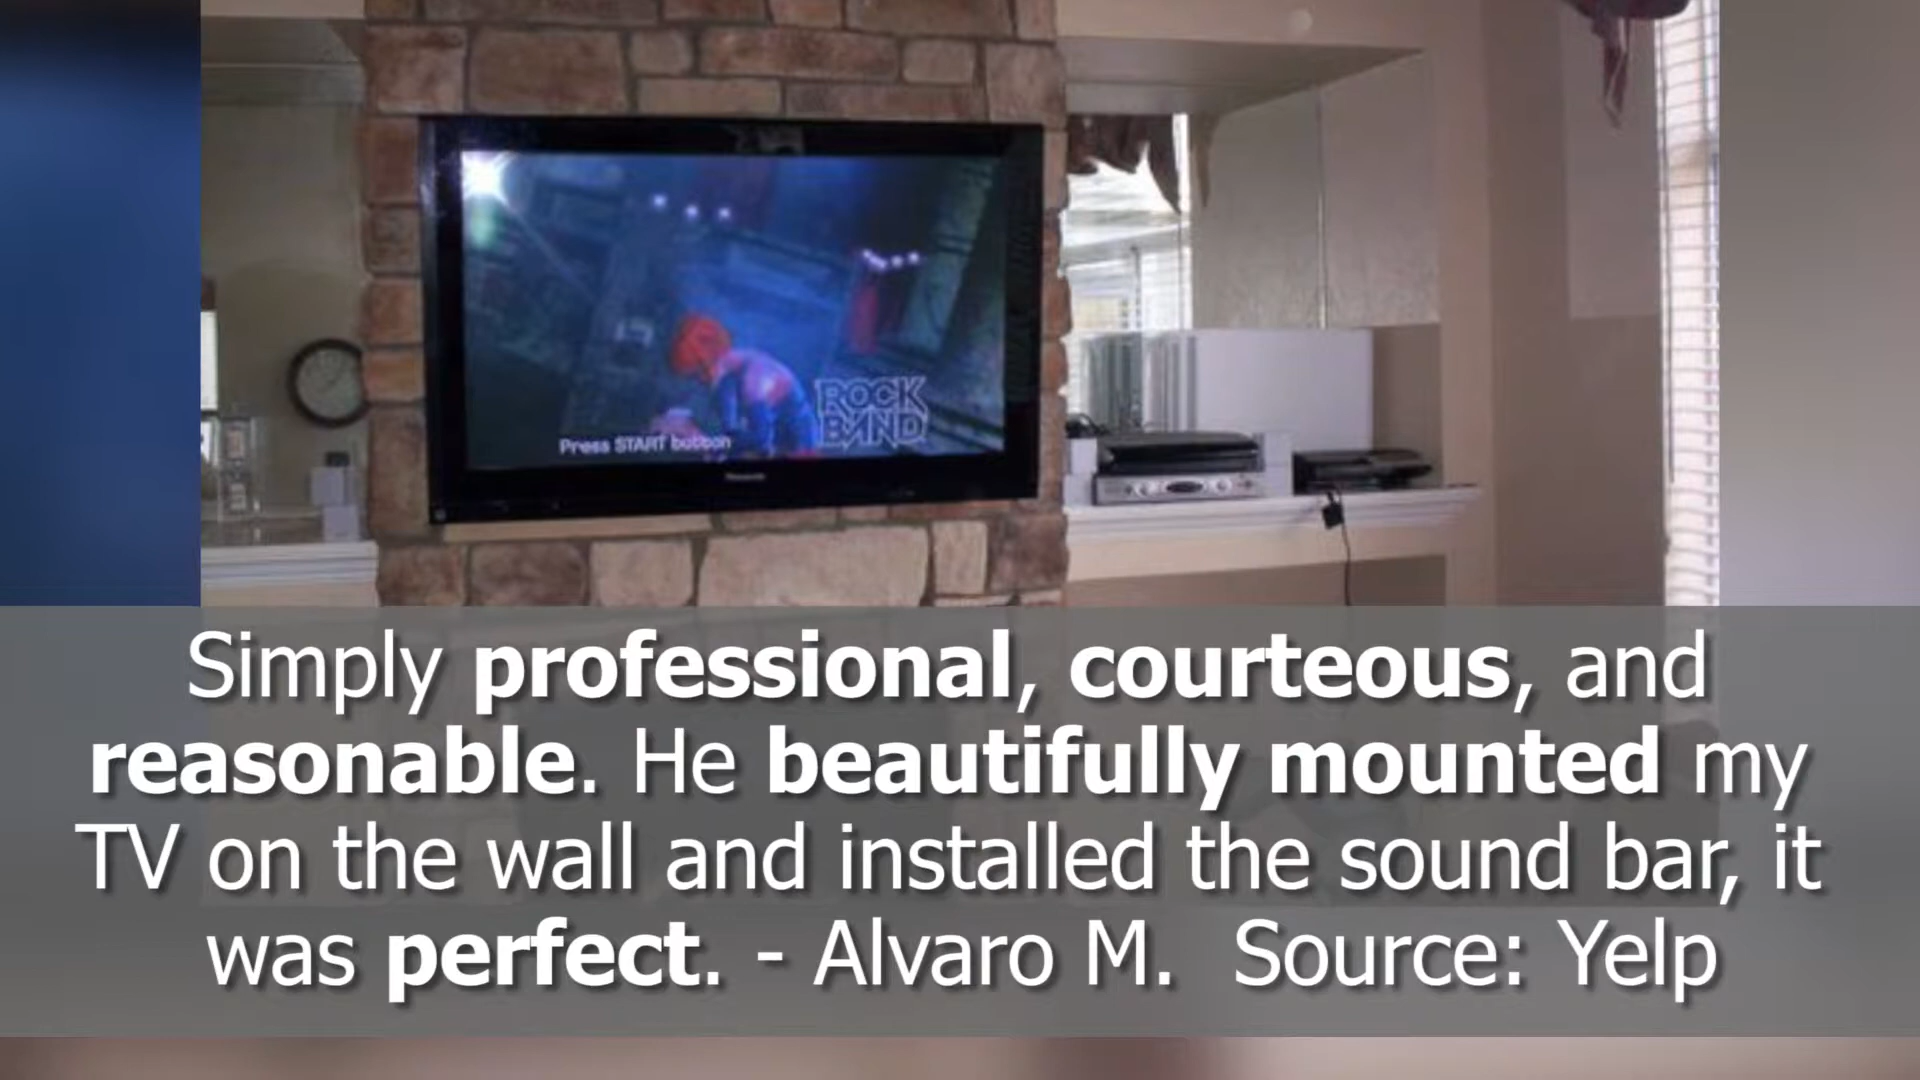 ROCK
BAND
Press START button
Panasonic
Simply professional, courteous, and
reasonable. He beautifully mounted my
TV on the wall and installed the sound bar, it
was perfect. - Alvaro M.  Source: Yelp